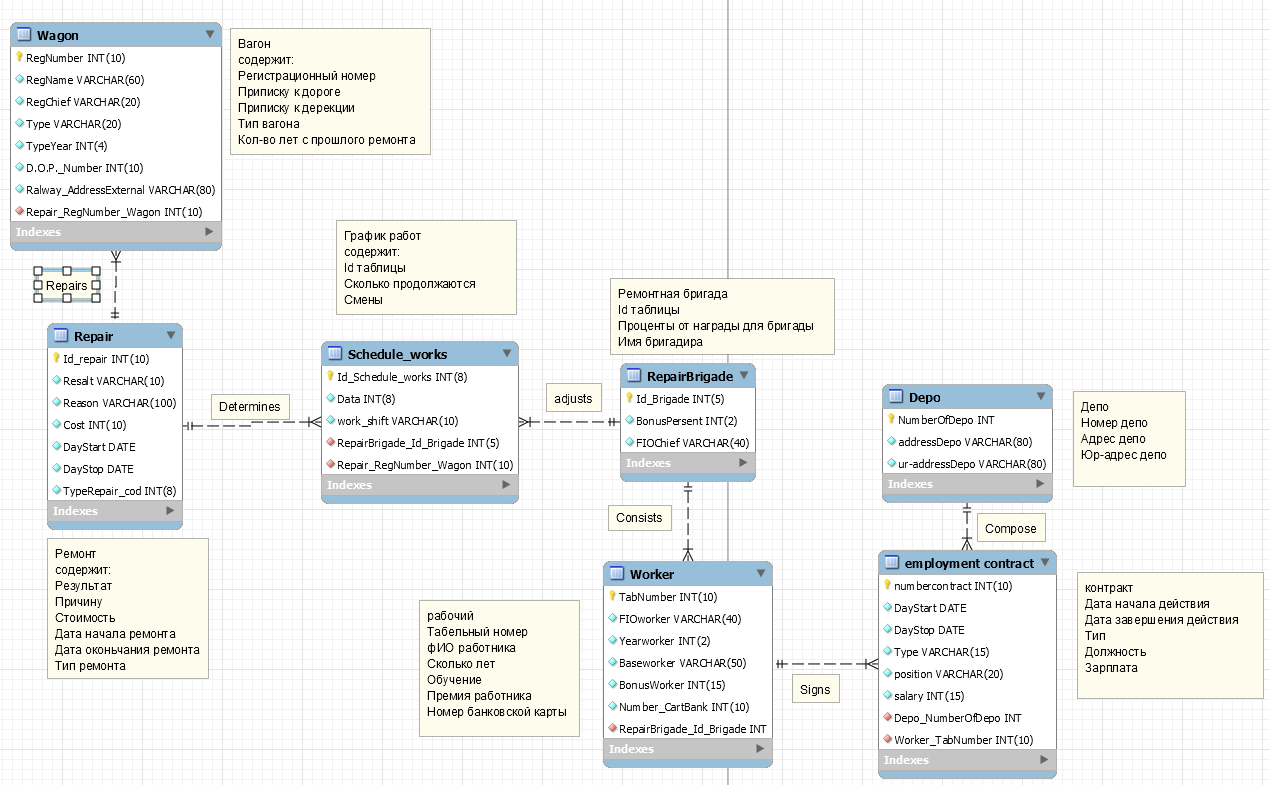 Wagon
RegNumber INT(10)
RegName VARCHAR(60)
RegChief VARCHAR(20)
Type VARCHAR(20)
TypeYear INT(4)
D.O.P._Number INT(10)
Ralway_AddressExternal VARCHAR(80)
Repair_RegNumber_Wagon INT(10)
Indexes
Вагон
содержит:
Регистрационный номер
Приписку к дороге
Приписку к дерекции
Тип вагона
Кол-во лет с прошлого ремонта
Repairs
График работ
содержит:
Id таблицы
Сколько продолжаются
Смены
Ремонтная бригада
Id таблицы
Проценты от награды для бригады
Имя бригадира
Repair
Id_repair INT(10)
Resalt VARCHAR(10)
Reason VARCHAR(100)
Cost INT(10)
DayStart DATE
DayStop DATE
TypeRepair_cod INT(8)
Indexes
Determines
Schedule_works
Id_Schedule_works INT(8)
Data INT(8)
work_shift VARCHAR(10)
RepairBrigade_Id_Brigade INT(5)
Repair_RegNumber_Wagon INT(10)
Indexes
adjusts
RepairBrigade
Id_Brigade INT(5)
BonusPersent INT(2)
FIOChief VARCHAR(40)
Indexes
Depo
NumberOfDepo INT
addressDepo VARCHAR(80)
ur-addressDepo VARCHAR(80)
Indexes
Депо
Номер депо
Адрес депо
Юр-адрес депо
Consists
Compose
Ремонт
содержит:
Результат
Причину
Стоимость
Дата начала ремонта
Дата оконьчания ремонта
Тип ремонта
рабочий
Табельный номер
фИО работника
Сколько лет
Обучение
Премия работника
Номер банковской карты
Worker
TabNumber INT(10)
FIOworker VARCHAR(40)
Yearworker INT(2)
Baseworker VARCHAR(50)
BonusWorker INT(15)
Number_CartBank INT(10)
RepairBrigade_Id_Brigade INT
Indexes
Signs
employment contract
numbercontract INT(10)
DayStart DATE
DayStop DATE
Type VARCHAR(15)
position VARCHAR(20)
salary INT(15)
Depo_NumberOfDepo INT
Worker_TabNumber INT(10)
Indexes
контракт
Дата начала действия
Дата завершения действия
Тип
Должность
Зарплата